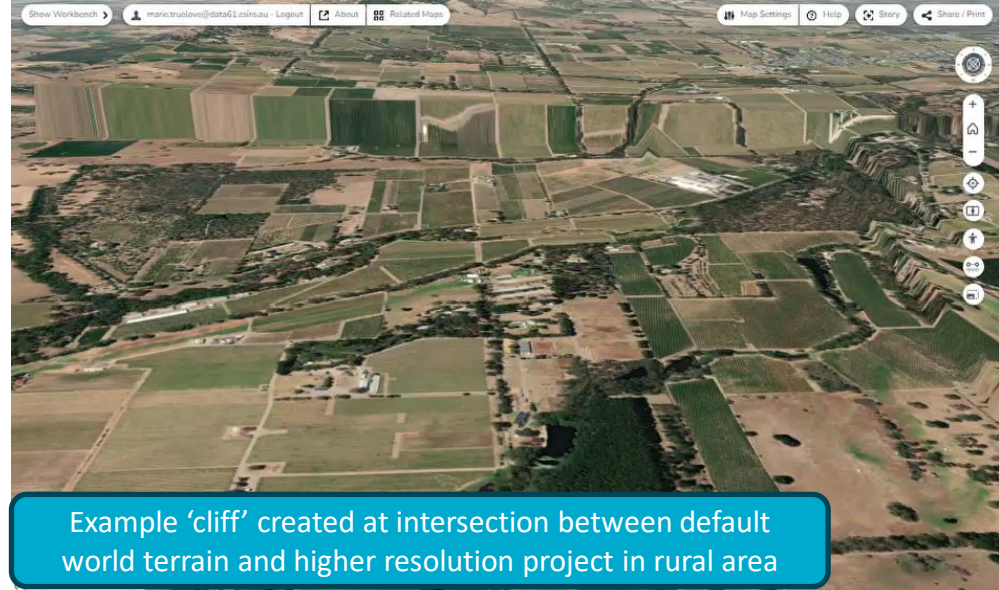 Show Workbench
marie.truelove@data61.csiro.au - Logout
About
Related Maps
Map Settings
Help
Story
Share / Print
Example ‘cliff’ created at intersection between default
world terrain and higher resolution project in rural area